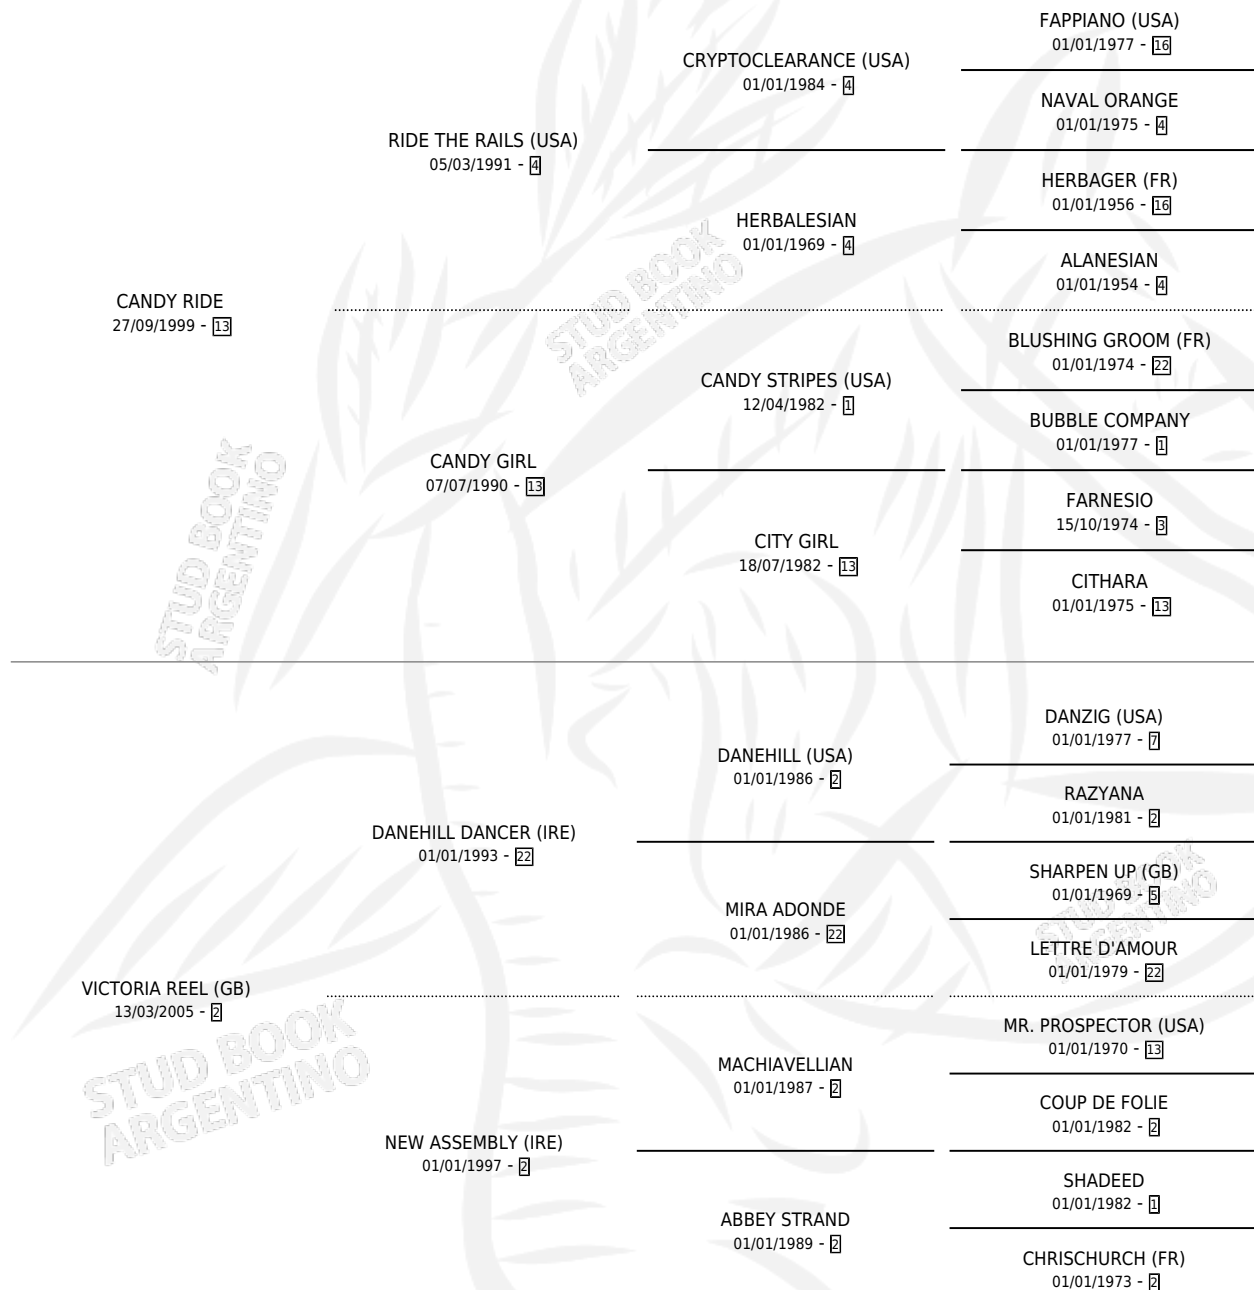 FAPPIANO (USA)
01/01/1977 - 16
CRYPTOCLEARANCE (USA)
01/01/1984 - 4
NAVAL ORANGE
01/01/1975 - 4
RIDE THE RAILS (USA)
05/03/1991 - 4
HERBAGER (FR)
01/01/1956 - 16
HERBALESIAN
01/01/1969 - 4
ALANESIAN
01/01/1954 - 4
CANDY RIDE
27/09/1999 - 13
BLUSHING GROOM (FR)
01/01/1974 - 22
CANDY STRIPES (USA)
12/04/1982 - 1
BUBBLE COMPANY
01/01/1977 - 1
CANDY GIRL
07/07/1990 - 13
FARNESIO
15/10/1974 - 3
CITY GIRL
18/07/1982 - 13
CITHARA
01/01/1975 - 13
DANZIG (USA)
01/01/1977 - 7
DANEHILL (USA)
01/01/1986 - 2
RAZYANA
01/01/1981 - 2
DANEHILL DANCER (IRE)
01/01/1993 - 22
SHARPEN UP (GB)
01/01/1969 - 5
MIRA ADONDE
01/01/1986 - 22
LETTRE D'AMOUR
01/01/1979 - 22
VICTORIA REEL (GB)
13/03/2005 - 2
MR. PROSPECTOR (USA)
01/01/1970 - 13
MACHIAVELLIAN
01/01/1987 - 2
COUP DE FOLIE
01/01/1982 - 2
NEW ASSEMBLY (IRE)
01/01/1997 - 2
SHADEED
01/01/1982 - 1
ABBEY STRAND
01/01/1989 - 2
CHRISCHURCH (FR)
01/01/1973 - 2
STUD BOOK
ARGENTINO
STUD BOOK
ARGENTINO
STUD BOOK
ARGENTINO
STUD BOOK
ARGENTINO